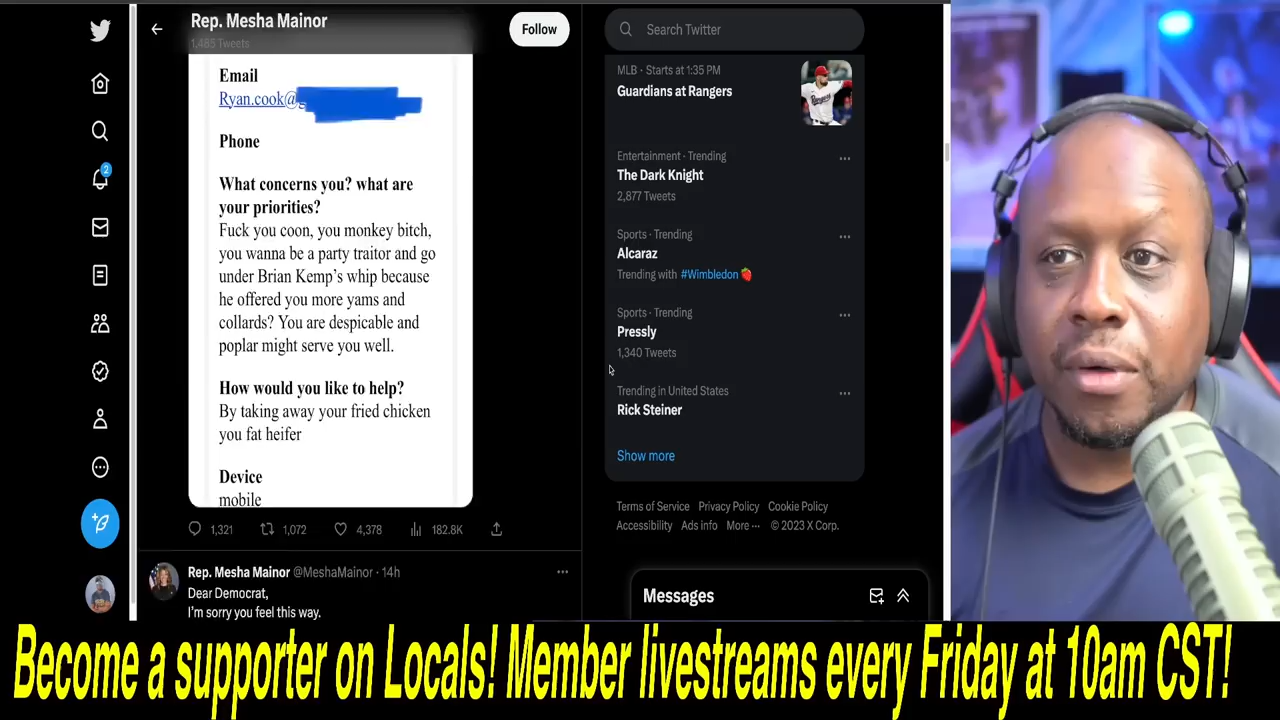 Rep. Mesha Mainor
1,485 Tweets
Follow
Email
Ryan.cook@g
Phone
What concerns you? what are
your priorities?
Fuck you coon, you monkey bitch,
you wanna be a party traitor and go
under Brian Kemp's whip because
he offered you more yams and
collards? You are despicable and
poplar might serve you well.
How would you like to help?
By taking away your fried chicken
you fat heifer
Device
mobile
1,321
1,072
4,378
182.8K
Rep. Mesha Mainor @MeshaMainor · 14h
Dear Democrat,
I'm sorry you feel this way.
2
Search Twitter
MLB · Starts at 1:35 PM
Guardians at Rangers
Entertainment · Trending
The Dark Knight
2,877 Tweets
Sports · Trending
Alcaraz
Trending with #Wimbledon
Sports · Trending
Pressly
1,340 Tweets
Trending in United States
Rick Steiner
Show more
Terms of Service Privacy Policy Cookie Policy
Accessibility Ads info More ··· © 2023 X Corp.
Messages
Become a supporter on Locals! Member livestreams every Friday at 10am CST!